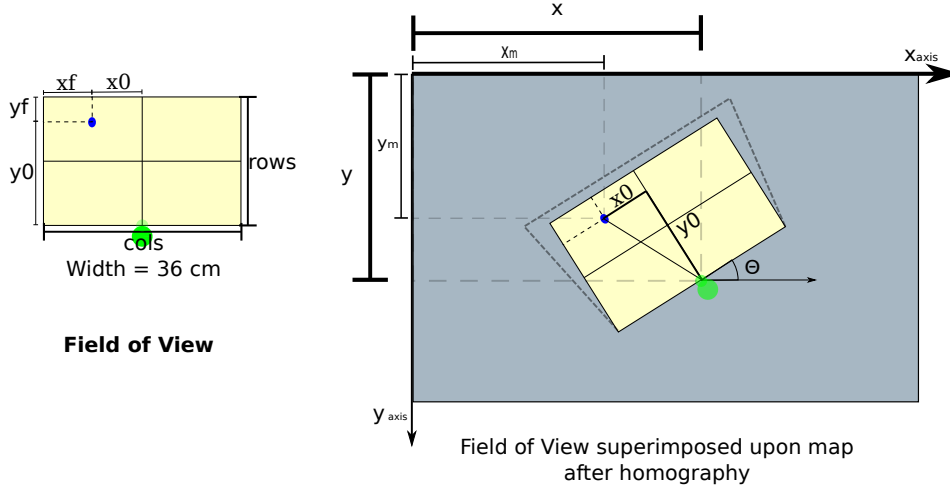 xf
x0
yf
y0
rows
cols
Width = 36 cm
Field of View
x
xm
xaxis
y
ym
x0
y0
Θ
y axis
Field of View superimposed upon map
after homography